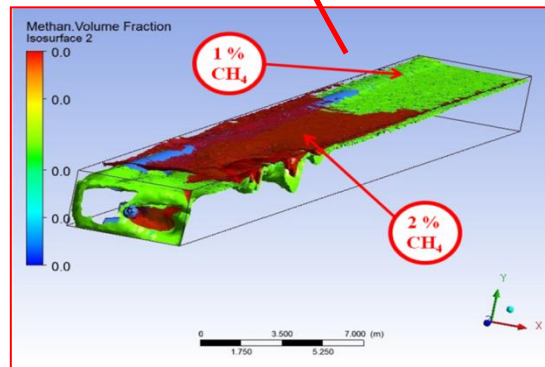 Methan.Volume Fraction
Isosurface 2
0.0
0.0
0.0
0.0
0.0
1 %
CH₄
2 %
CH₄
Y
X
0 3.500 7.000 (m)
1.750 5.250